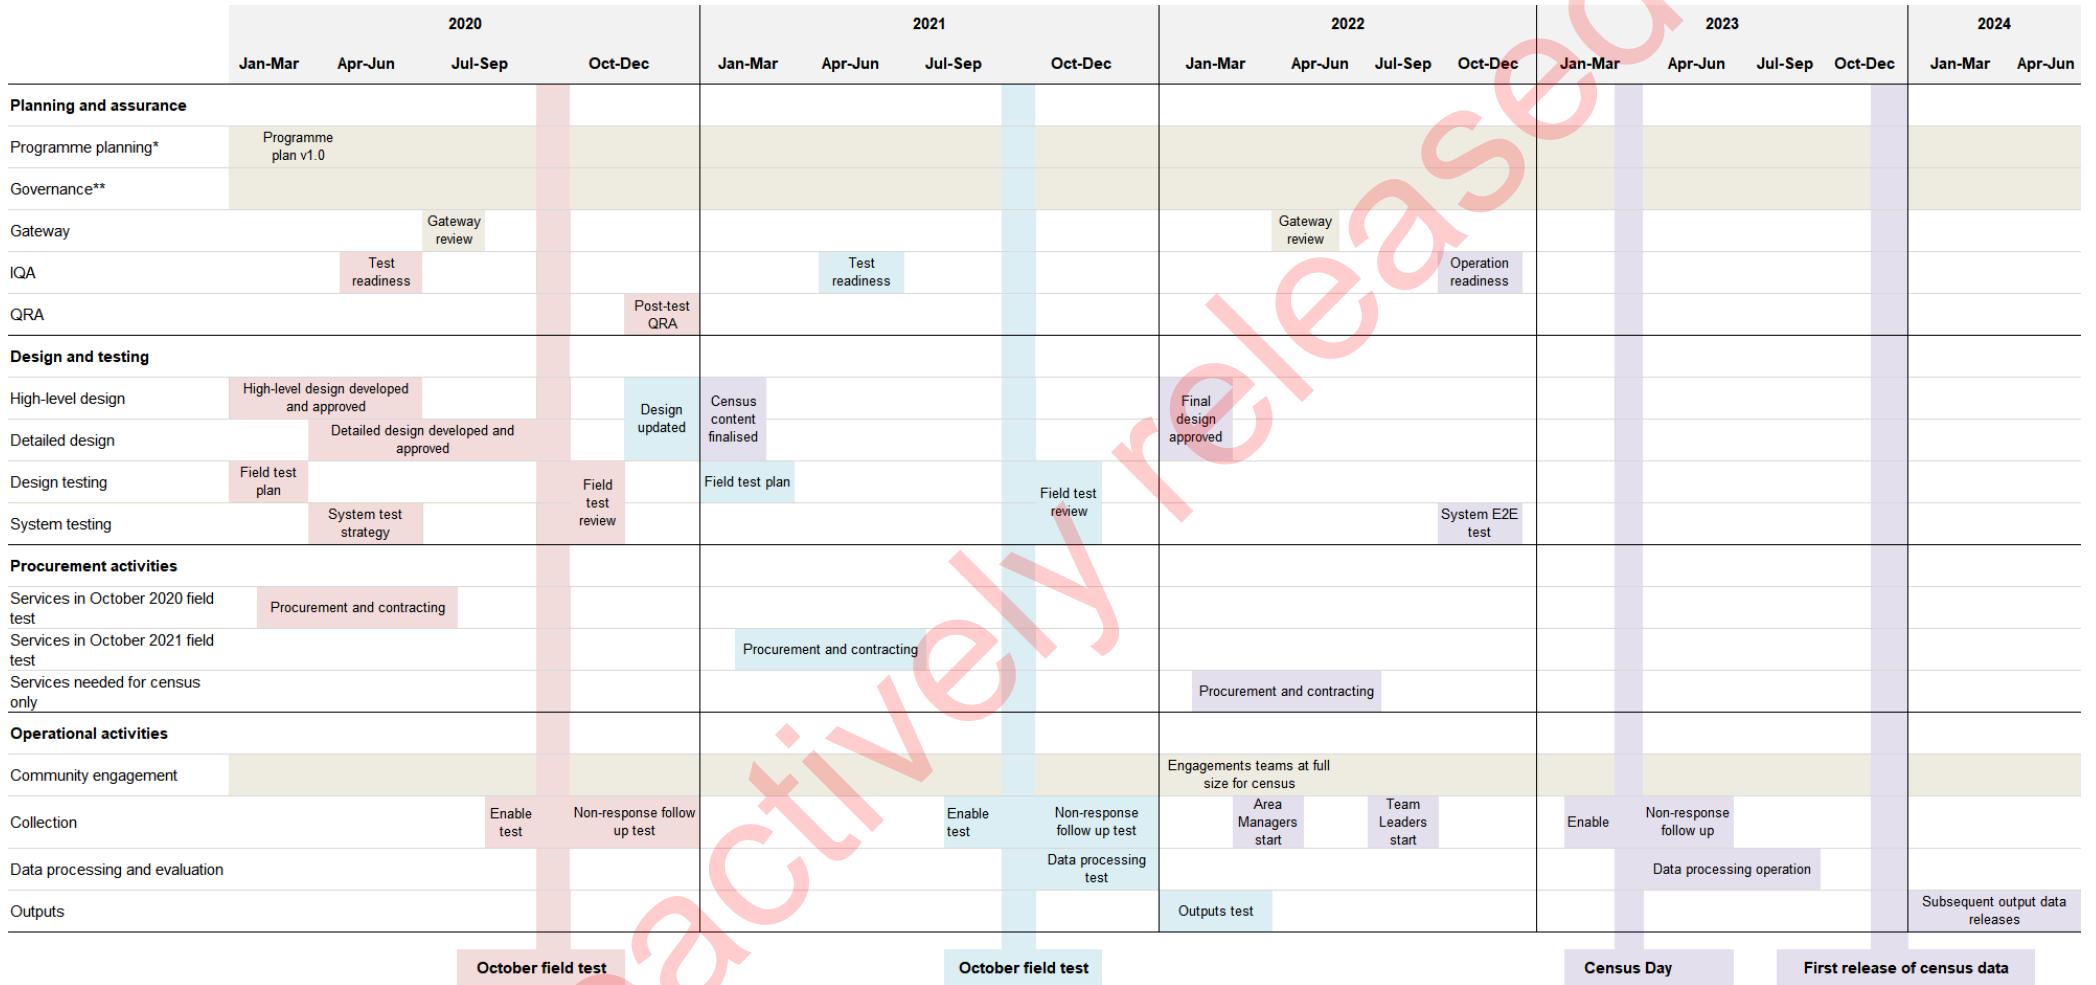 2020 2021 2022 2023 2024
Jan-Mar Apr-Jun Jul-Sep Oct-Dec Jan-Mar Apr-Jun Jul-Sep Oct-Dec Jan-Mar Apr-Jun Jul-Sep Oct-Dec Jan-Mar Apr-Jun Jul-Sep Oct-Dec Jan-Mar Apr-Jun
Planning and assurance
Programme planning*
Programme
plan v1.0
Governance**
Gateway
Gateway
review
Gateway
review
IQA
Test
readiness
Test
readiness
Operation
readiness
QRA
Post-test
QRA
Design and testing
High-level design
High-level design developed
and approved
Design
updated
Census
content
finalised
Final
design
approved
Detailed design
Detailed design developed and
approved
Design testing
Field test
plan
Field
test
review
Field test plan
Field test
review
System testing
System test
strategy
System E2E
test
Procurement activities
Services in October 2020 field
test
Procurement and contracting
Services in October 2021 field
test
Procurement and contracting
Services needed for census
only
Procurement and contracting
Operational activities
Community engagement
Engagements teams at full
size for census
Collection
Enable
test
Non-response follow
up test
Enable
test
Non-response
follow up test
Area
Managers
start
Team
Leaders
start
Enable
Non-response
follow up
Data processing and evaluation
Data processing
test
Data processing operation
Outputs
Outputs test
Subsequent output data
releases
October field test
October field test
Census Day
First release of census data
actively released